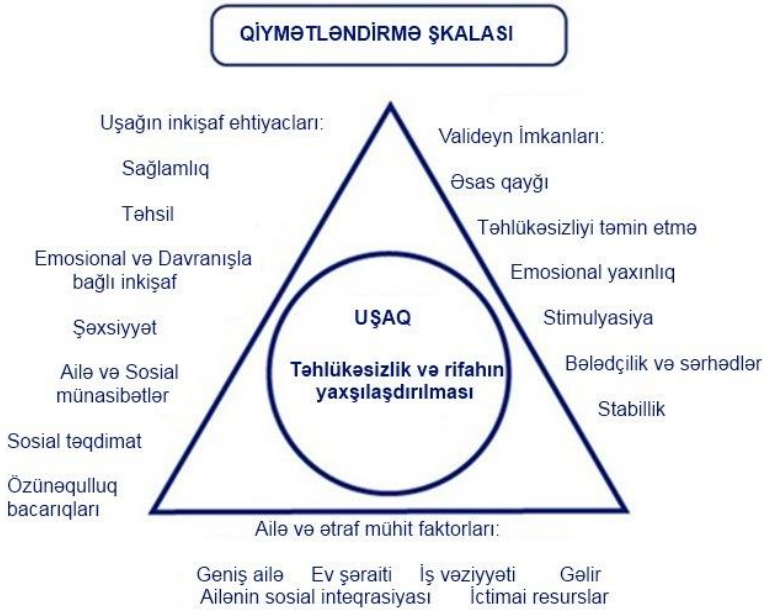 QİYMƏTLƏNDİRMƏ ŞKALASI
Uşağın inkişaf ehtiyacları:
Sağlamlıq
Təhsil
Emosional və Davranışla
bağlı inkişaf
Şəxsiyyət
Ailə və Sosial
münasibətlər
Sosial təqdimat
Özünəqulluq
bacarıqları
Valideyn İmkanları:
Əsas qayğı
Təhlükəsizliyi təmin etmə
Emosional yaxınlıq
Stimulyasiya
Bələdçilik və sərhədlər
Stabillik
UŞAQ
Təhlükəsizlik və rifahın
yaxşılaşdırılması
Ailə və ətraf mühit faktorları:
Geniş ailə Ev şəraiti İş vəziyyəti Gəlir
Ailənin sosial inteqrasiyası İctimai resurslar